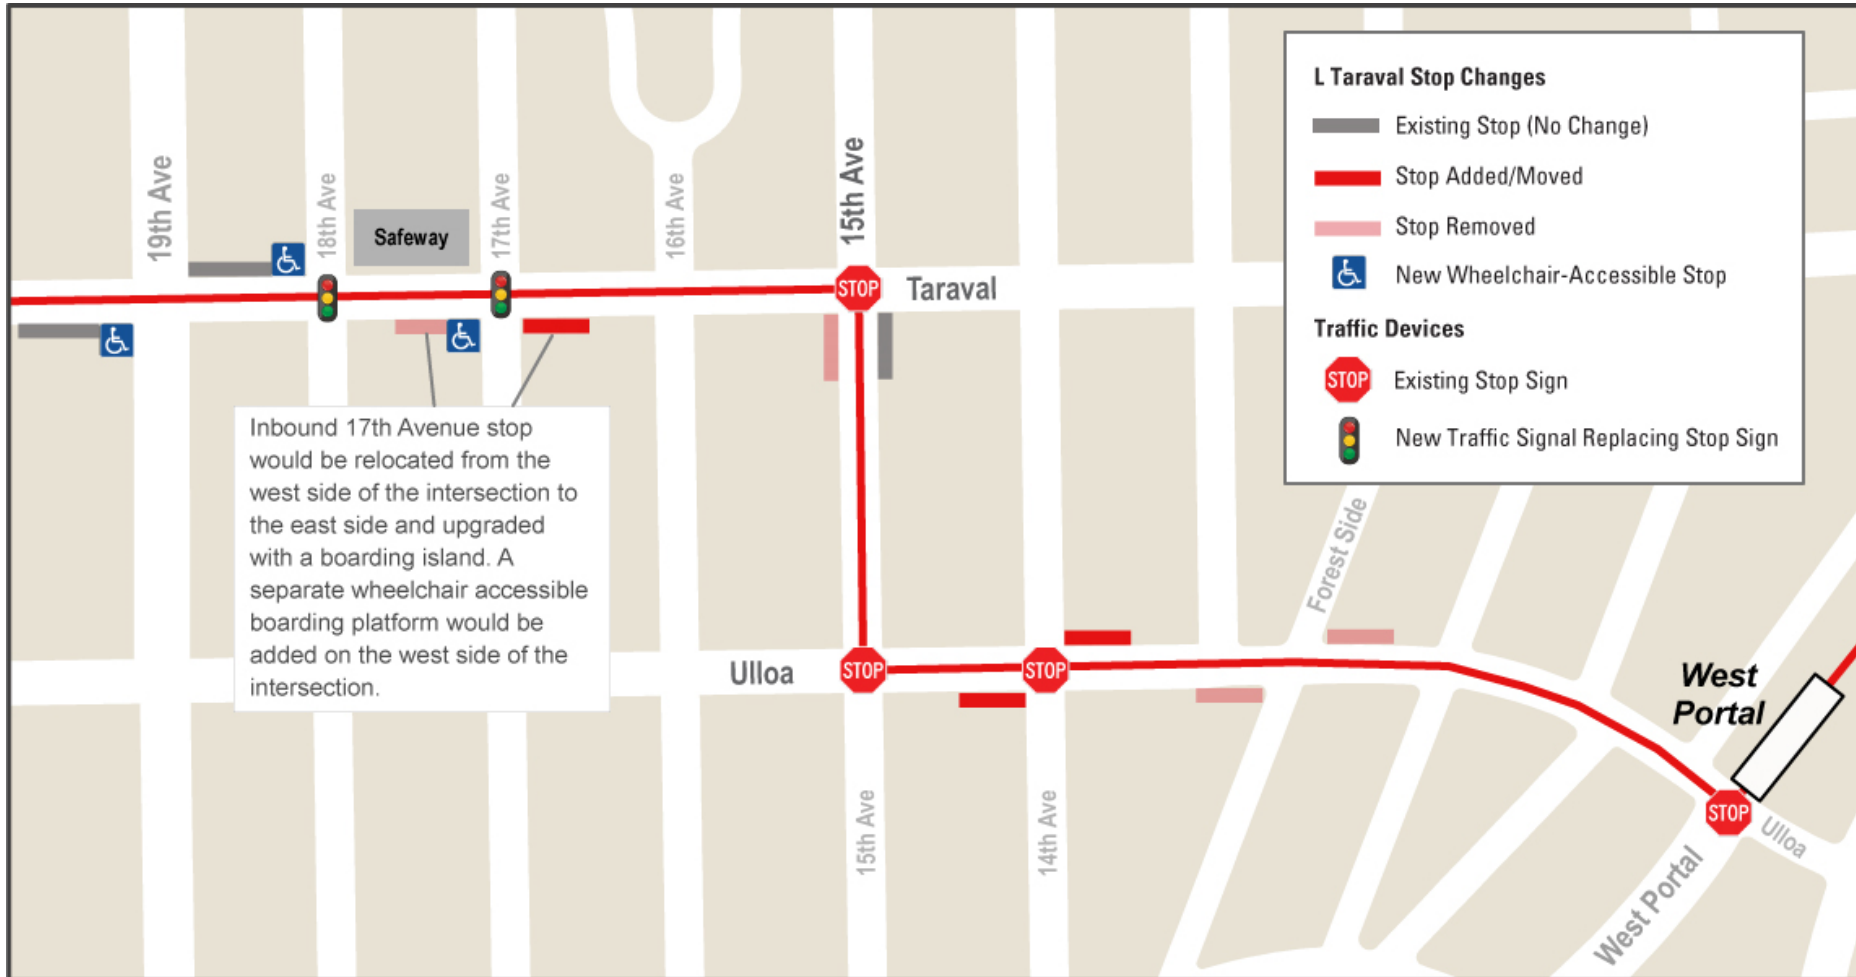 L Taraval Stop Changes
Existing Stop (No Change)
Stop Added/Moved
Stop Removed
New Wheelchair-Accessible Stop
Traffic Devices
STOP
Existing Stop Sign
New Traffic Signal Replacing Stop Sign
19th Ave
18th Ave
Safeway
17th Ave
16th Ave
15th Ave
STOP
Taraval
Inbound 17th Avenue stop
would be relocated from the
west side of the intersection to
the east side and upgraded
with a boarding island. A
separate wheelchair accessible
boarding platform would be
added on the west side of the
intersection.
Forest Side
Ulloa
STOP
STOP
West
Portal
STOP
Ulloa
15th Ave
14th Ave
West Portal